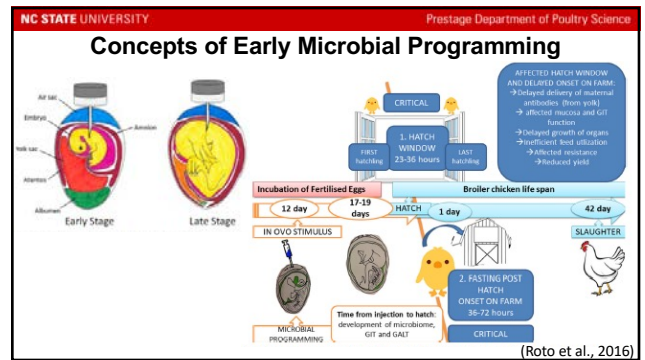 NC STATE UNIVERSITY
Prestage Department of Poultry Science
Concepts of Early Microbial Programming
Air sac
Embryo
Amnion
Yolk sac
Allantois
Albumen
Early Stage
Late Stage
CRITICAL
1. HATCH
WINDOW
23-36 hours
FIRST
hatchling
LAST
hatchling
AFFECTED HATCH WINDOW
AND DELAYED ONSET ON FARM:
→Delayed delivery of maternal
antibodies (from yolk)
→ affected mucosa and GIT
function
→Delayed growth of organs
→Inefficient feed utilization
→Affected resistance
→Reduced yield
Incubation of Fertilised Eggs
Broiler chicken life span
12 day
17-19
days
HATCH
1 day
42 day
IN OVO STIMULUS
SLAUGHTER
MICROBIAL
PROGRAMMING
Time from injection to hatch:
development of microbiome,
GIT and GALT
2. FASTING POST
HATCH
ONSET ON FARM
36-72 hours
CRITICAL
(Roto et al., 2016)